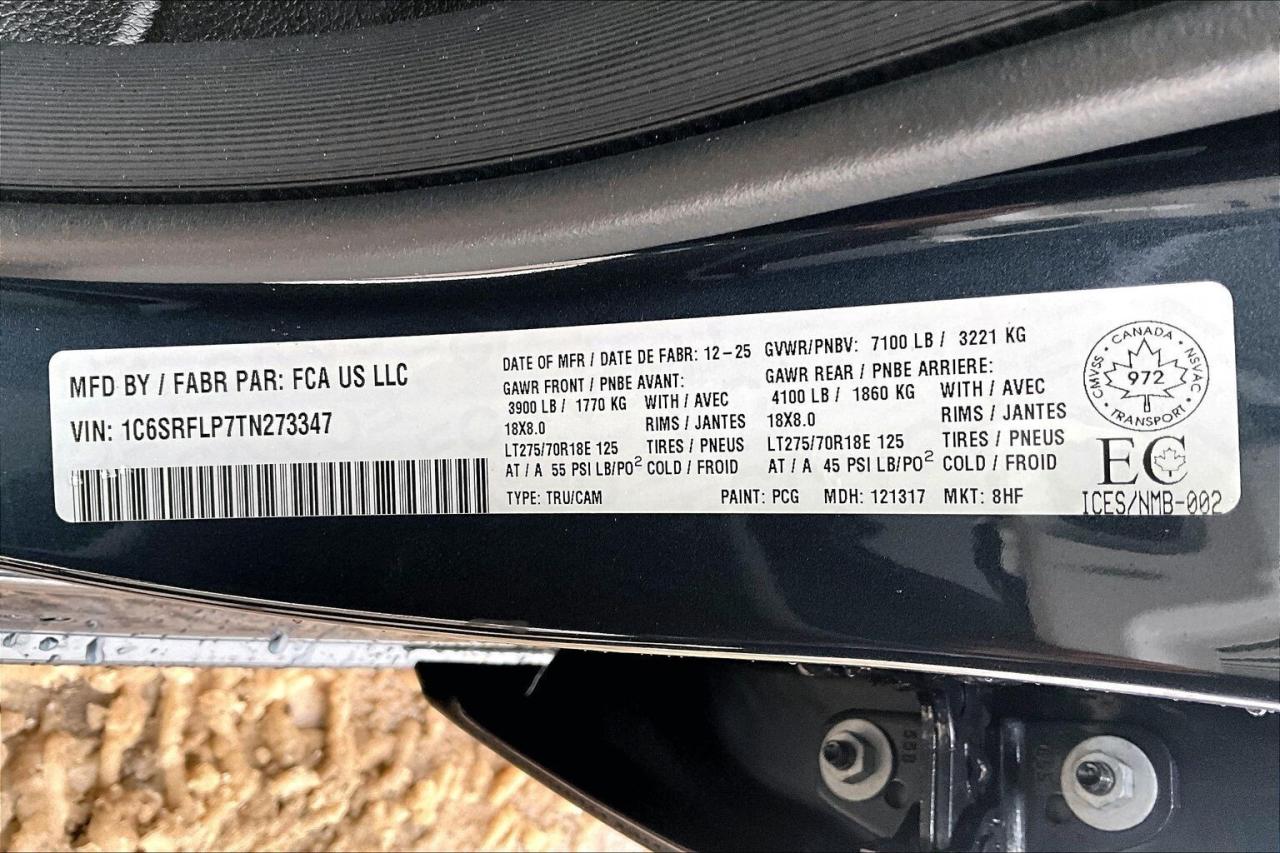 MFD BY / FABR PAR: FCA US LLC
VIN: 1C6SRFLP7TN273347
DATE OF MFR / DATE DE FABR: 12-25
GAWR FRONT / PNBE AVANT:
3900 LB / 1770 KG WITH / AVEC
18X8.0 RIMS / JANTES
LT275/70R18E 125 TIRES / PNEUS
AT / A 55 PSI LB/PO² COLD / FROID
GVWR/PNBV: 7100 LB / 3221 KG
GAWR REAR / PNBE ARRIERE:
4100 LB / 1860 KG WITH / AVEC
18X8.0 RIMS / JANTES
LT275/70R18E 125 TIRES / PNEUS
AT / A 45 PSI LB/PO² COLD / FROID
TYPE: TRU/CAM PAINT: PCG MDH: 121317 MKT: 8HF
CANADA
CMVSS • NSVAC
972
TRANSPORT
EC
ICES/NMB-002